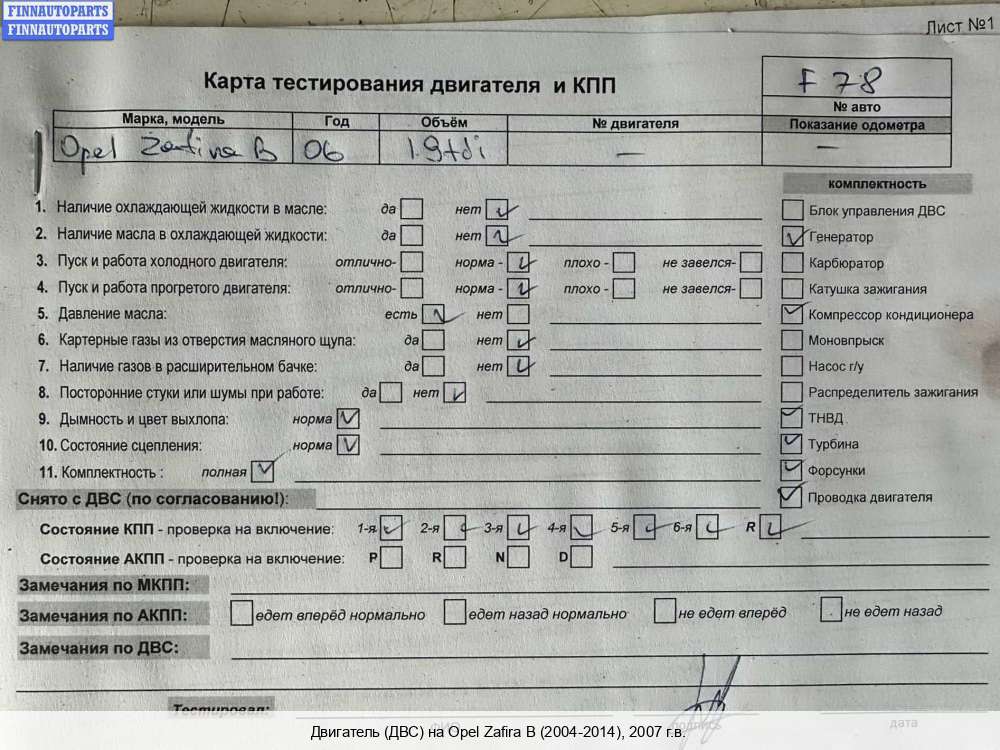 FINNAUTOPARTS
FINNAUTOPARTS
Лист №1
Карта тестирования двигателя и КПП
F 78
№ авто
Марка, модель Год Объём № двигателя Показание одометра
Opel Zafira B 06 1.9tdi — —
комплектность
1. Наличие охлаждающей жидкости в масле: да нет
Блок управления ДВС
2. Наличие масла в охлаждающей жидкости: да нет
Генератор
3. Пуск и работа холодного двигателя: отлично- норма - плохо - не завелся-
Карбюратор
4. Пуск и работа прогретого двигателя: отлично- норма - плохо - не завелся-
Катушка зажигания
5. Давление масла: есть нет
Компрессор кондиционера
6. Картерные газы из отверстия масляного щупа: да нет
Моновпрыск
7. Наличие газов в расширительном бачке: да нет
Насос г/у
8. Посторонние стуки или шумы при работе: да нет
Распределитель зажигания
9. Дымность и цвет выхлопа: норма
ТНВД
10. Состояние сцепления: норма
Турбина
11. Комплектность : полная
Форсунки
Снято с ДВС (по согласованию!):
Проводка двигателя
Состояние КПП - проверка на включение: 1-я 2-я 3-я 4-я 5-я 6-я R
Состояние АКПП - проверка на включение: P R N D
Замечания по МКПП:
Замечания по АКПП: едет вперёд нормально едет назад нормально не едет вперёд не едет назад
Замечания по ДВС:
Тестировал:
ФИО подпись дата
Двигатель (ДВС) на Opel Zafira B (2004-2014), 2007 г.в.